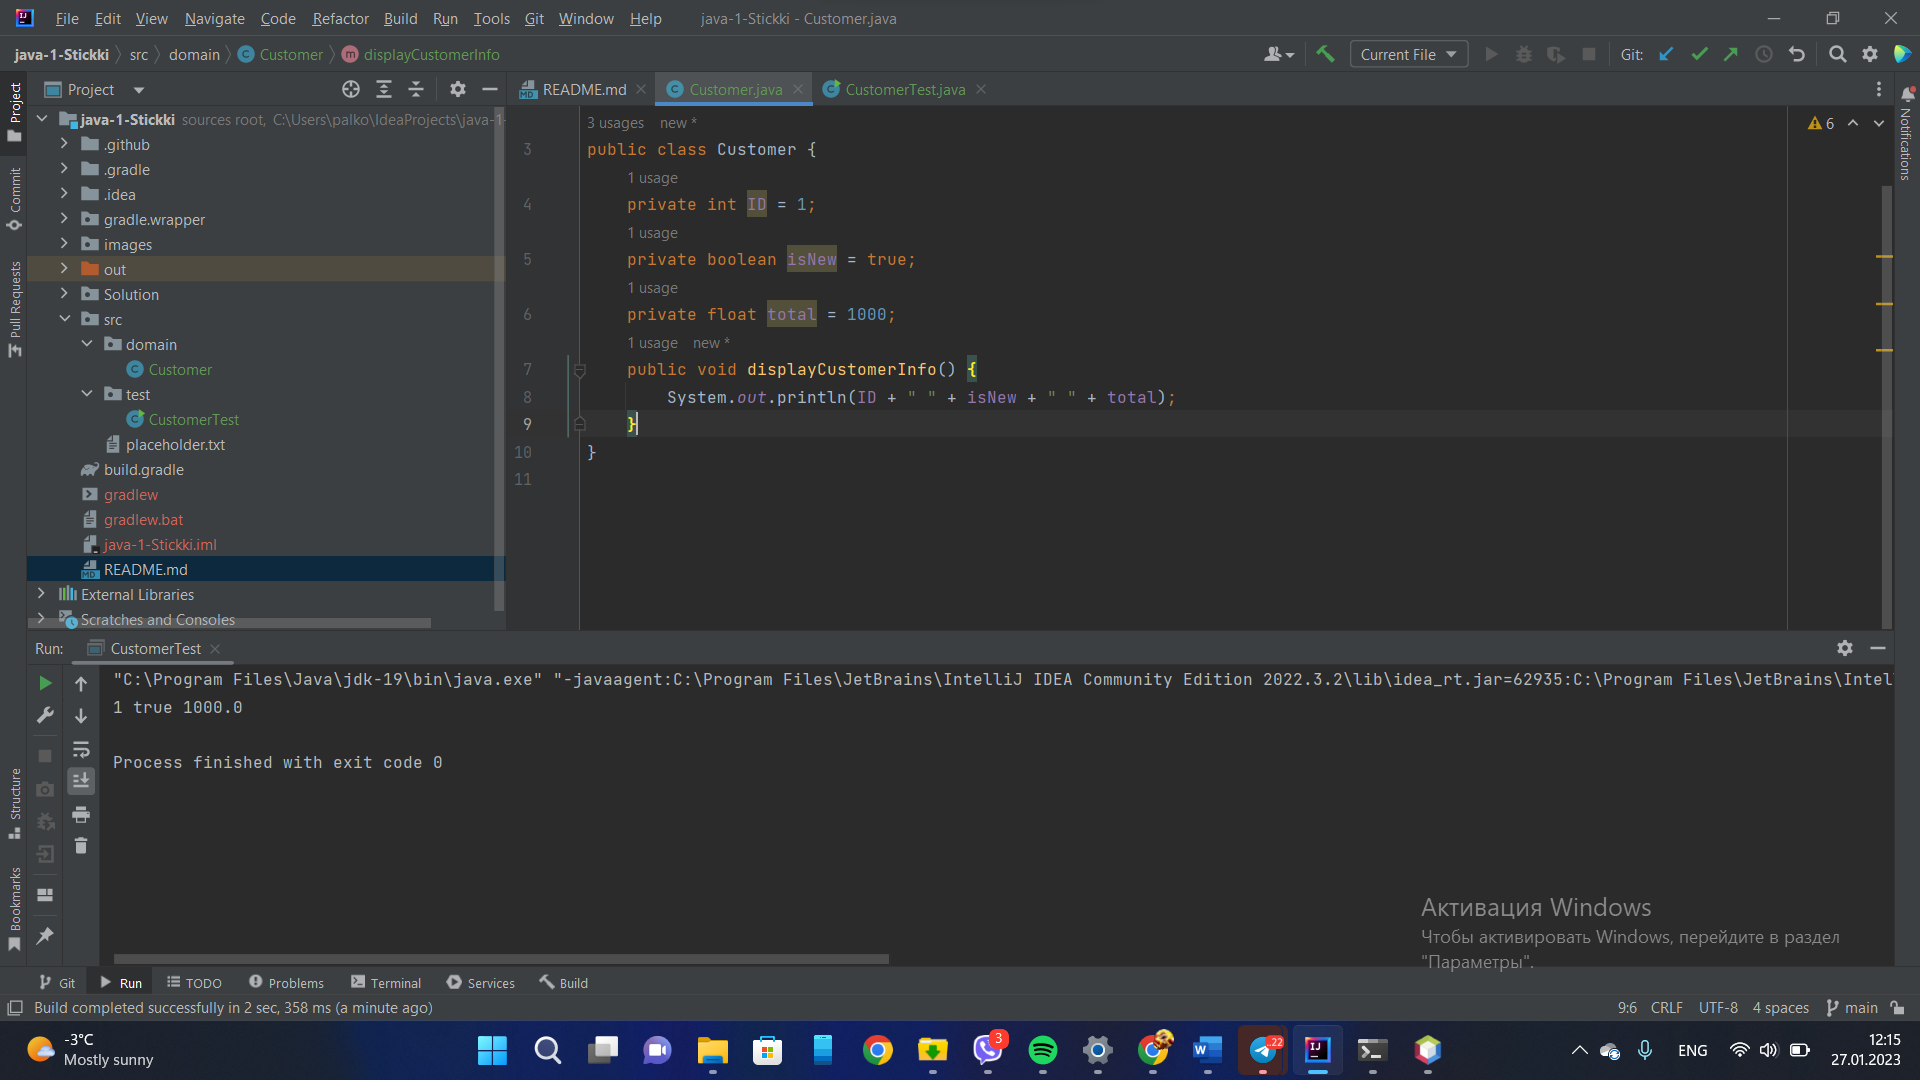 File Edit View Navigate Code Refactor Build Run Tools Git Window Help java-1-Stickki - Customer.java
java-1-Stickki src domain Customer displayCustomerInfo
Current File Git:
Project
README.md Customer.java CustomerTest.java
java-1-Stickki sources root, C:\Users\palko\IdeaProjects\java-1-
.github
.gradle
.idea
gradle.wrapper
images
out
Solution
src
domain
Customer
test
CustomerTest
placeholder.txt
build.gradle
gradlew
gradlew.bat
java-1-Stickki.iml
README.md
External Libraries
Scratches and Consoles
Project
Commit
Pull Requests
Structure
Bookmarks
Notifications
6
3 usages new *
3 public class Customer {
1 usage
4 private int ID = 1;
1 usage
5 private boolean isNew = true;
1 usage
6 private float total = 1000;
1 usage new *
7 public void displayCustomerInfo() {
8 System.out.println(ID + " " + isNew + " " + total);
9 }
10 }
11
Run: CustomerTest
"C:\Program Files\Java\jdk-19\bin\java.exe" "-javaagent:C:\Program Files\JetBrains\IntelliJ IDEA Community Edition 2022.3.2\lib\idea_rt.jar=62935:C:\Program Files\JetBrains\Intel
1 true 1000.0
Process finished with exit code 0
Активация Windows
Чтобы активировать Windows, перейдите в раздел
"Параметры".
Git Run TODO Problems Terminal Services Build
Build completed successfully in 2 sec, 358 ms (a minute ago)
9:6 CRLF UTF-8 4 spaces main
-3°C
Mostly sunny
3
..22
ENG
12:15
27.01.2023